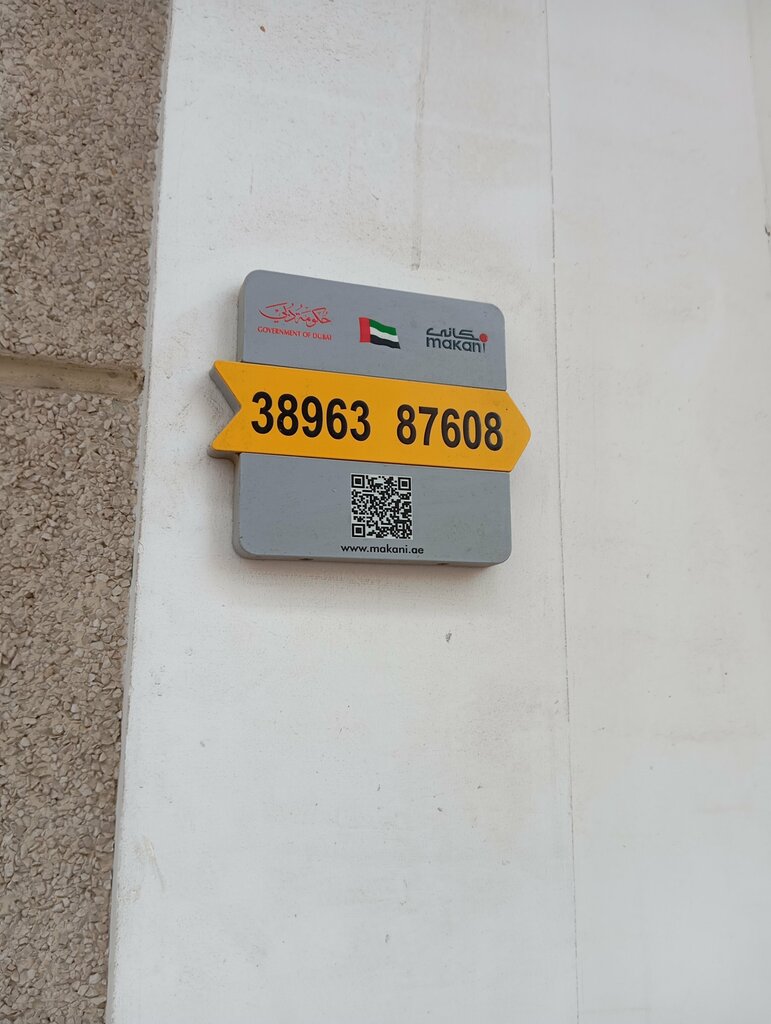 حكومة دبي
GOVERNMENT OF DUBAI
مكاني
makani
38963 87608
www.makani.ae